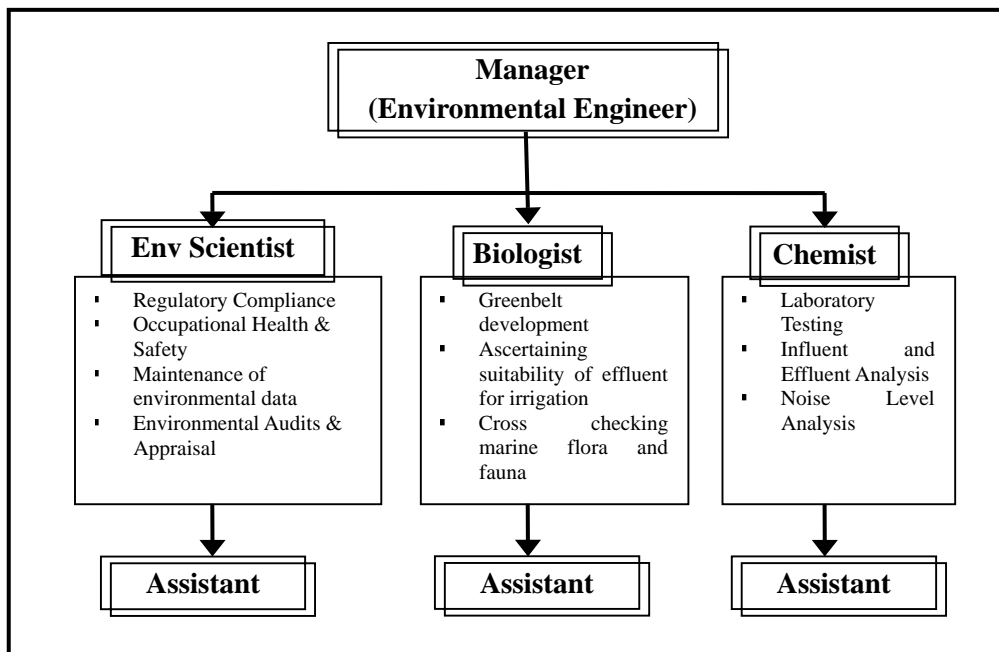 Manager
(Environmental Engineer)
Env Scientist
▪ Regulatory Compliance
▪ Occupational Health &
Safety
▪ Maintenance of
environmental data
▪ Environmental Audits &
Appraisal
Biologist
▪ Greenbelt
development
▪ Ascertaining
suitability of effluent
for irrigation
▪ Cross checking
marine flora and
fauna
Chemist
▪ Laboratory
Testing
▪ Influent and
Effluent Analysis
▪ Noise Level
Analysis
Assistant
Assistant
Assistant